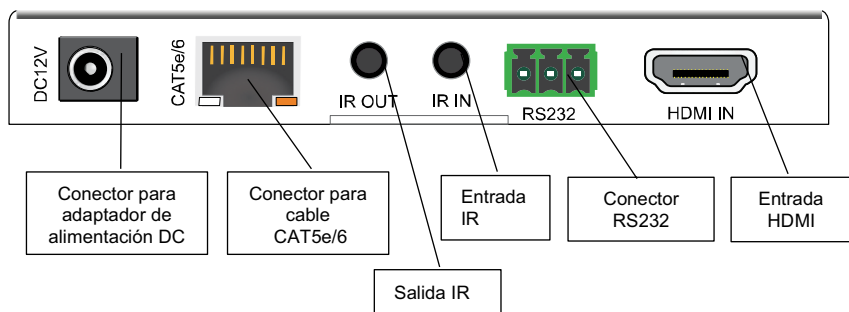 DC12V
CAT5e/6
IR OUT
IR IN
RS232
HDMI IN
Conector para
adaptador de
alimentación DC
Conector para
cable
CAT5e/6
Entrada
IR
Conector
RS232
Entrada
HDMI
Salida IR